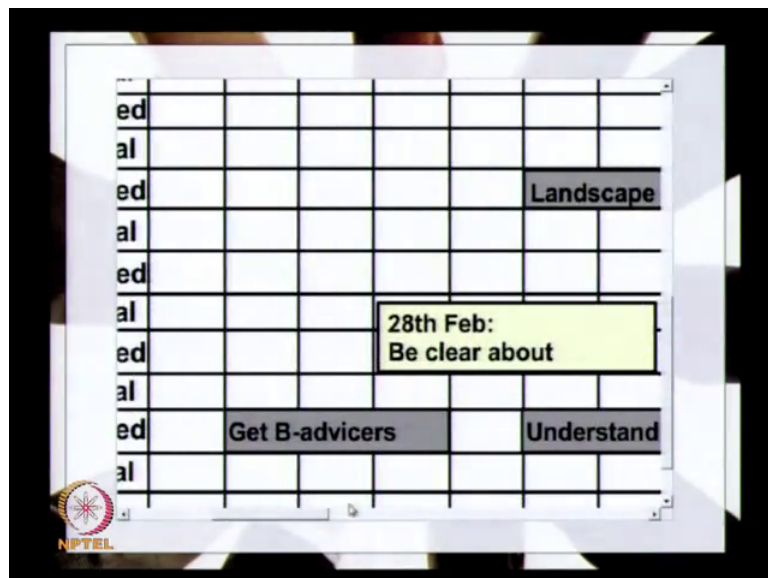 ed
al
ed Landscape
al
ed
al
28th Feb:
ed Be clear about
al
ed Get B-advicers Understand
al
NPTEL